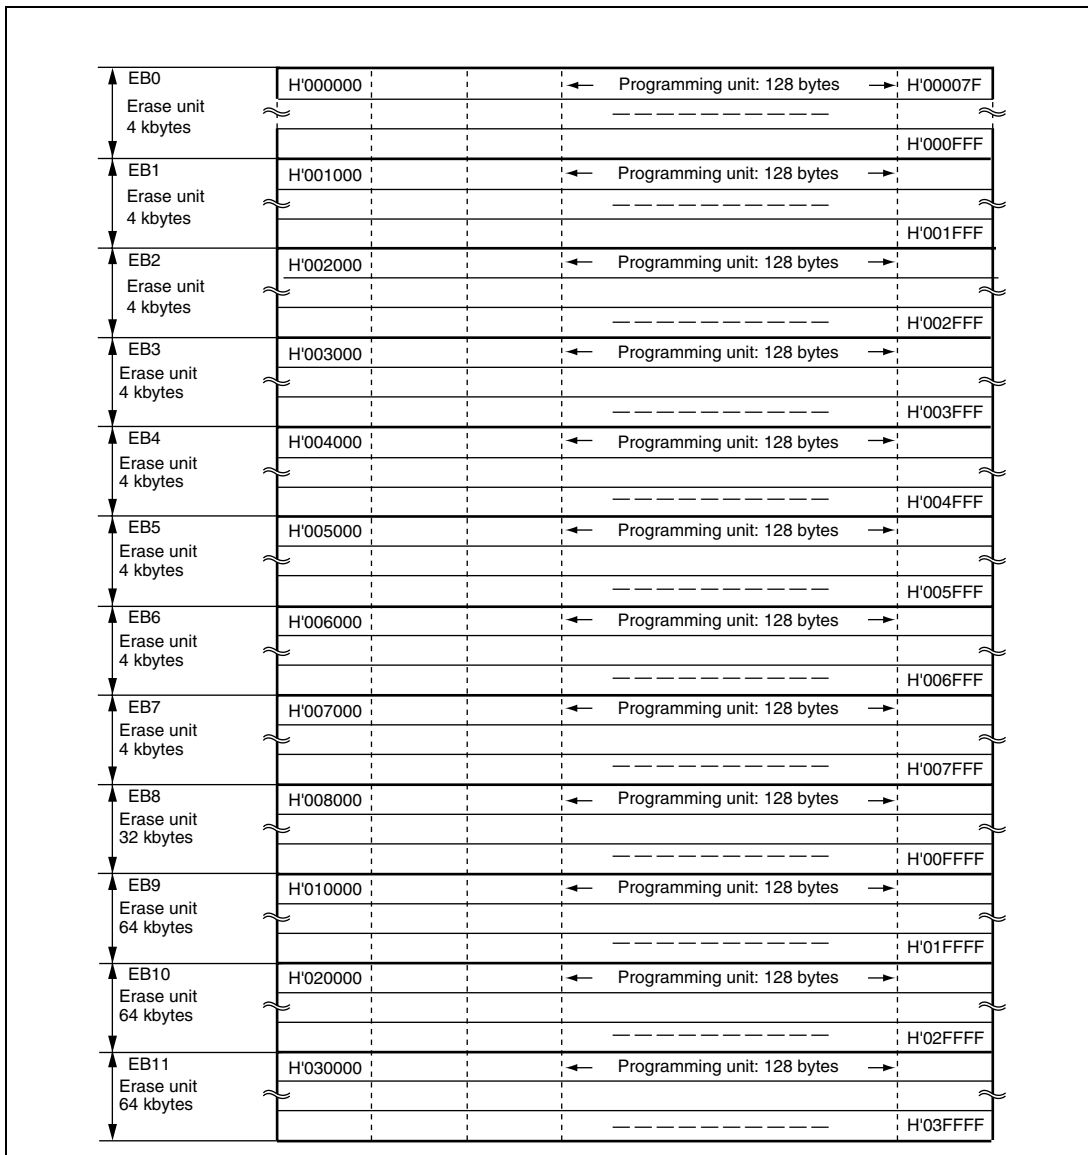 EB0
H'000000 Programming unit: 128 bytes H'00007F
Erase unit
4 kbytes
H'000FFF
EB1
H'001000 Programming unit: 128 bytes
Erase unit
4 kbytes
H'001FFF
EB2
H'002000 Programming unit: 128 bytes
Erase unit
4 kbytes
H'002FFF
EB3
H'003000 Programming unit: 128 bytes
Erase unit
4 kbytes
H'003FFF
EB4
H'004000 Programming unit: 128 bytes
Erase unit
4 kbytes
H'004FFF
EB5
H'005000 Programming unit: 128 bytes
Erase unit
4 kbytes
H'005FFF
EB6
H'006000 Programming unit: 128 bytes
Erase unit
4 kbytes
H'006FFF
EB7
H'007000 Programming unit: 128 bytes
Erase unit
4 kbytes
H'007FFF
EB8
H'008000 Programming unit: 128 bytes
Erase unit
32 kbytes
H'00FFFF
EB9
H'010000 Programming unit: 128 bytes
Erase unit
64 kbytes
H'01FFFF
EB10
H'020000 Programming unit: 128 bytes
Erase unit
64 kbytes
H'02FFFF
EB11
H'030000 Programming unit: 128 bytes
Erase unit
64 kbytes
H'03FFFF